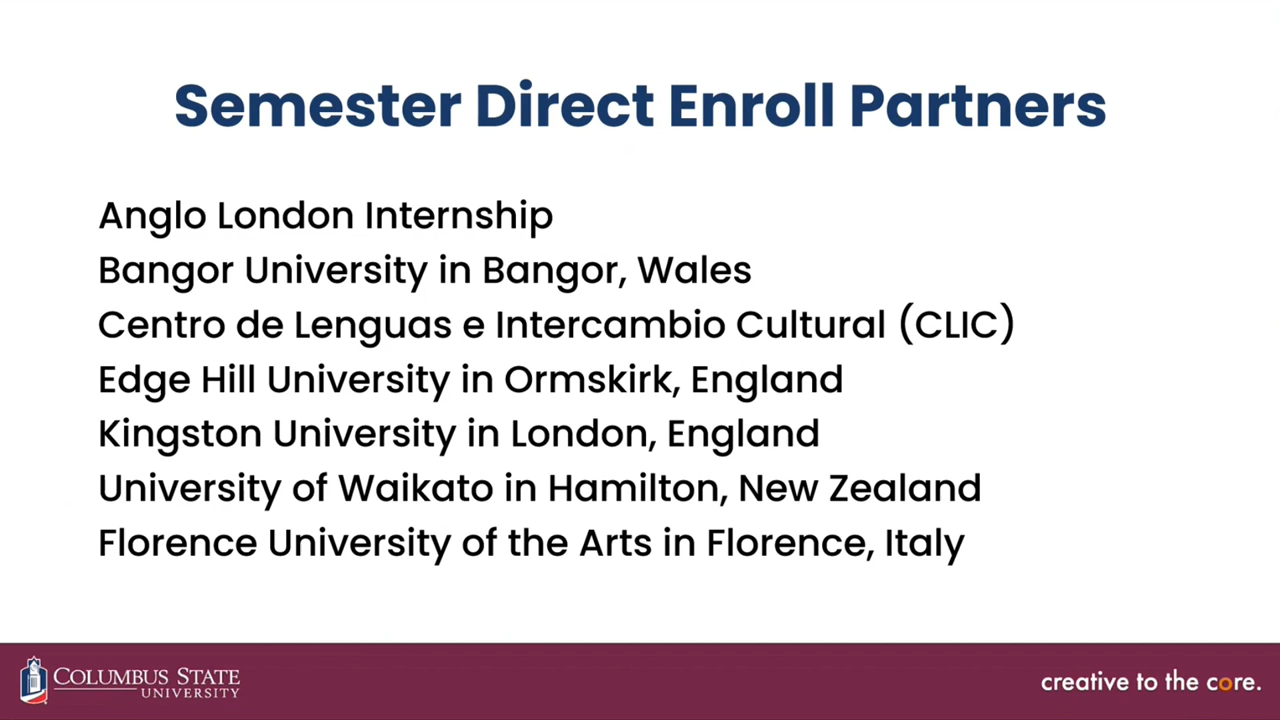 Semester Direct Enroll Partners
Anglo London Internship
Bangor University in Bangor, Wales
Centro de Lenguas e Intercambio Cultural (CLIC)
Edge Hill University in Ormskirk, England
Kingston University in London, England
University of Waikato in Hamilton, New Zealand
Florence University of the Arts in Florence, Italy
COLUMBUS STATE
UNIVERSITY
creative to the core.